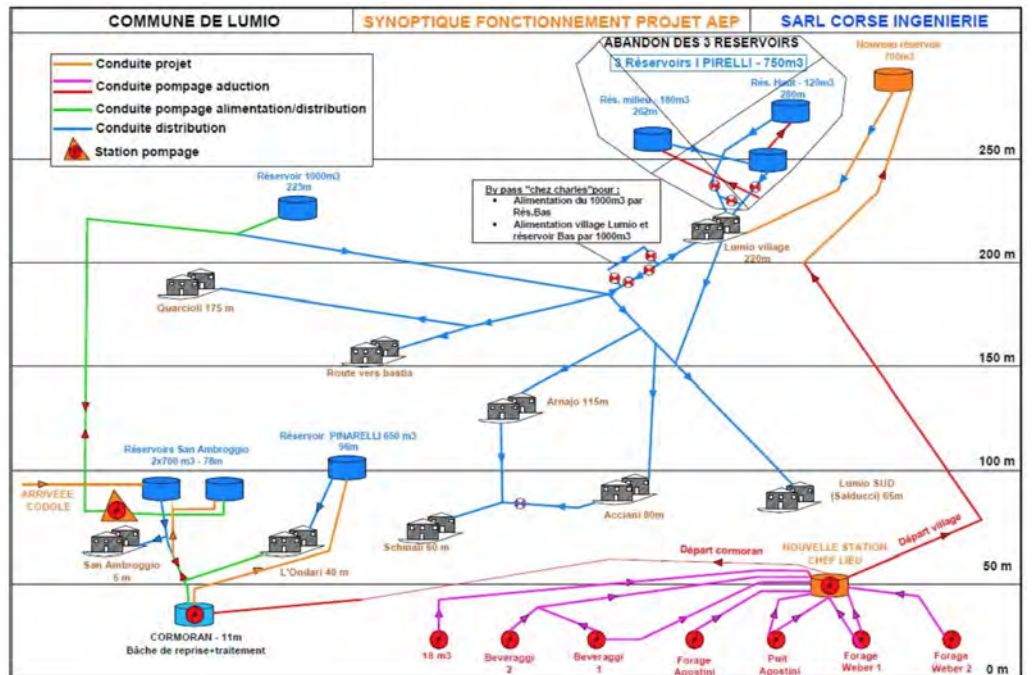 COMMUNE DE LUMIO
SYNOPTIQUE FONCTIONNEMENT PROJET AEP
SARL CORSE INGENIERIE
Conduite projet
Conduite pompage aduction
Conduite pompage alimentation/distribution
Conduite distribution
Station pompage
ABANDON DES 3 RESERVOIRS
3 Réservoirs I PIRELLI - 750m3
Rés. milieu - 180m3
262m
Rés. Haut - 120m3
280m
Nouveau réservoir
700m3
250 m
Réservoir 1000m3
223m
By pass "chez charles"pour :
▪ Alimentation du 1000m3 par
Rés.Bas
▪ Alimentation village Lumio et
réservoir Bas par 1000m3
Lumio village
220m
200 m
Quarcioli 175 m
Route vers bastia
150 m
Arnajo 115m
Réservoirs San Ambroggio
2x700 m3 - 78m
Réservoir PINARELLI 650 m3
96m
100 m
ARRIVÉEE
CODOLE
Acciani 80m
Lumio SUD
(Salducci) 65m
San Ambroggio
6 m
L'Ondari 40 m
Schinali 60 m
Départ village
Départ cormoran
NOUVELLE STATION
CHEF LIEU
50 m
CORMORAN - 11m
Bâche de reprise+traitement
18 m3
Beveraggi
2
Beveraggi
1
Forage
Agostini
Puit
Agostini
Forage
Weber 1
Forage
Weber 2
0 m